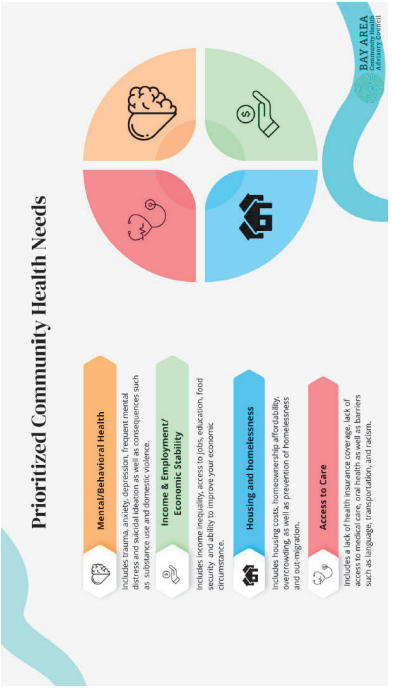 Prioritized Community Health Needs
Mental/Behavioral Health
Includes trauma, anxiety, depression, frequent mental
distress and suicidal ideation as well as consequences such
as substance use and domestic violence.
Income & Employment/
Economic Stability
Includes income inequality, access to jobs, education, food
security and ability to improve your economic
circumstance.
Housing and homelessness
Includes housing costs, homeownership affordability,
overcrowding, as well as prevention of homelessness
and out-migration.
Access to Care
Includes a lack of health insurance coverage, lack of
access to medical care, oral health as well as barriers
such as language, transportation, and racism.
$
$
BAY AREA
Community Health
Advisory Council